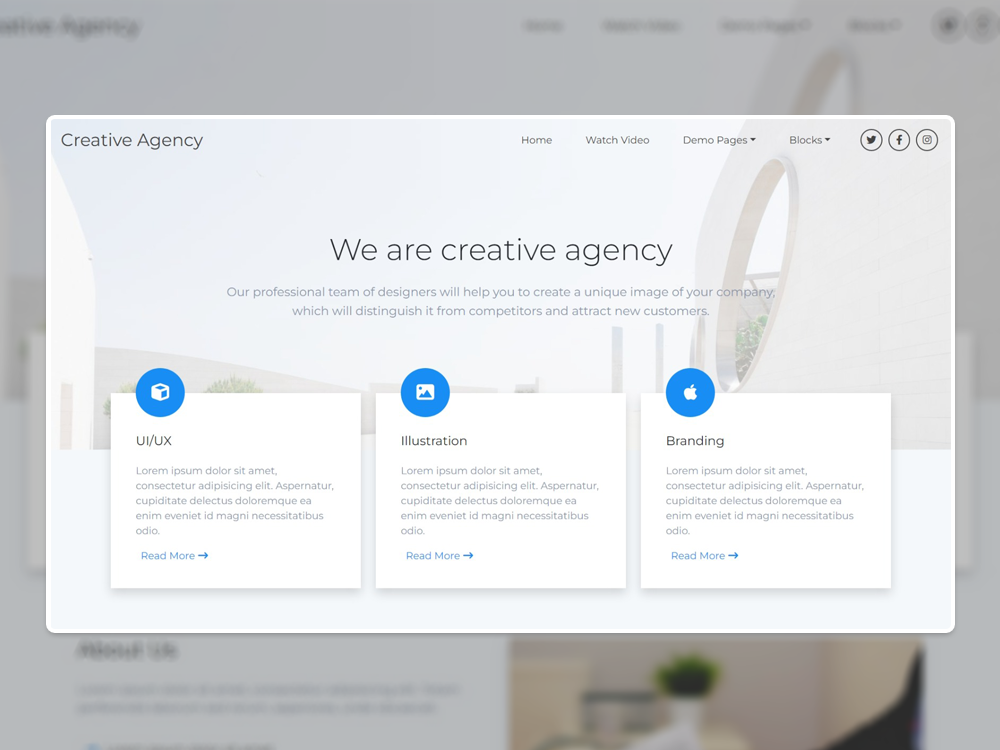 Creative Agency
Home Watch Video Demo Pages Blocks
We are creative agency
Our professional team of designers will help you to create a unique image of your company,
which will distinguish it from competitors and attract new customers.
UI/UX
Lorem ipsum dolor sit amet,
consectetur adipisicing elit. Aspernatur,
cupiditate delectus doloremque ea
enim eveniet id magni necessitatibus
odio.
Read More
Illustration
Lorem ipsum dolor sit amet,
consectetur adipisicing elit. Aspernatur,
cupiditate delectus doloremque ea
enim eveniet id magni necessitatibus
odio.
Read More
Branding
Lorem ipsum dolor sit amet,
consectetur adipisicing elit. Aspernatur,
cupiditate delectus doloremque ea
enim eveniet id magni necessitatibus
odio.
Read More
About Us